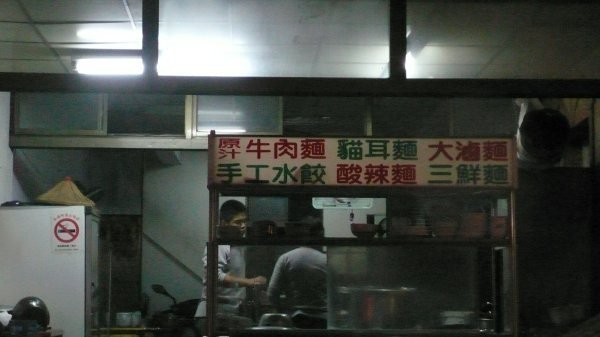 原汁牛肉麵 貓耳麵 大滷麵
手工水餃 酸辣麵 三鮮麵